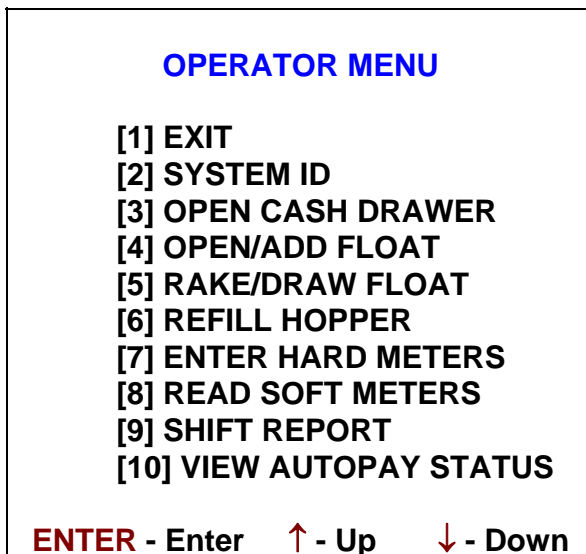 OPERATOR MENU
[1] EXIT
[2] SYSTEM ID
[3] OPEN CASH DRAWER
[4] OPEN/ADD FLOAT
[5] RAKE/DRAW FLOAT
[6] REFILL HOPPER
[7] ENTER HARD METERS
[8] READ SOFT METERS
[9] SHIFT REPORT
[10] VIEW AUTOPAY STATUS
ENTER - Enter ↑ - Up ↓ - Down